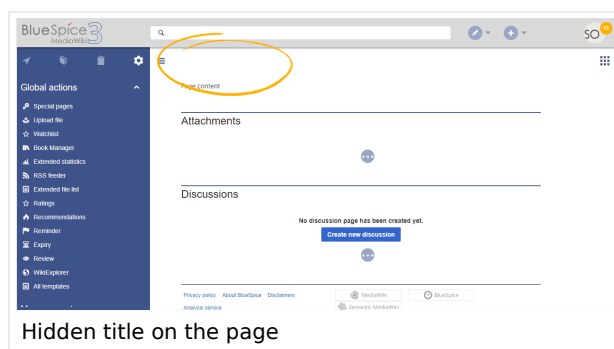 BlueSpice 3
MediaWiki
SO
Global actions
Special pages
Upload file
Watchlist
Book Manager
Extended statistics
RSS feeder
Extended file list
Ratings
Recommendations
Reminder
Expiry
Review
WikiExplorer
All templates
Page content
Attachments
Discussions
No discussion page has been created yet.
Create new discussion
Privacy policy About BlueSpice Disclaimers
Analysis service
MediaWiki BlueSpice
Semantic MediaWiki
Hidden title on the page